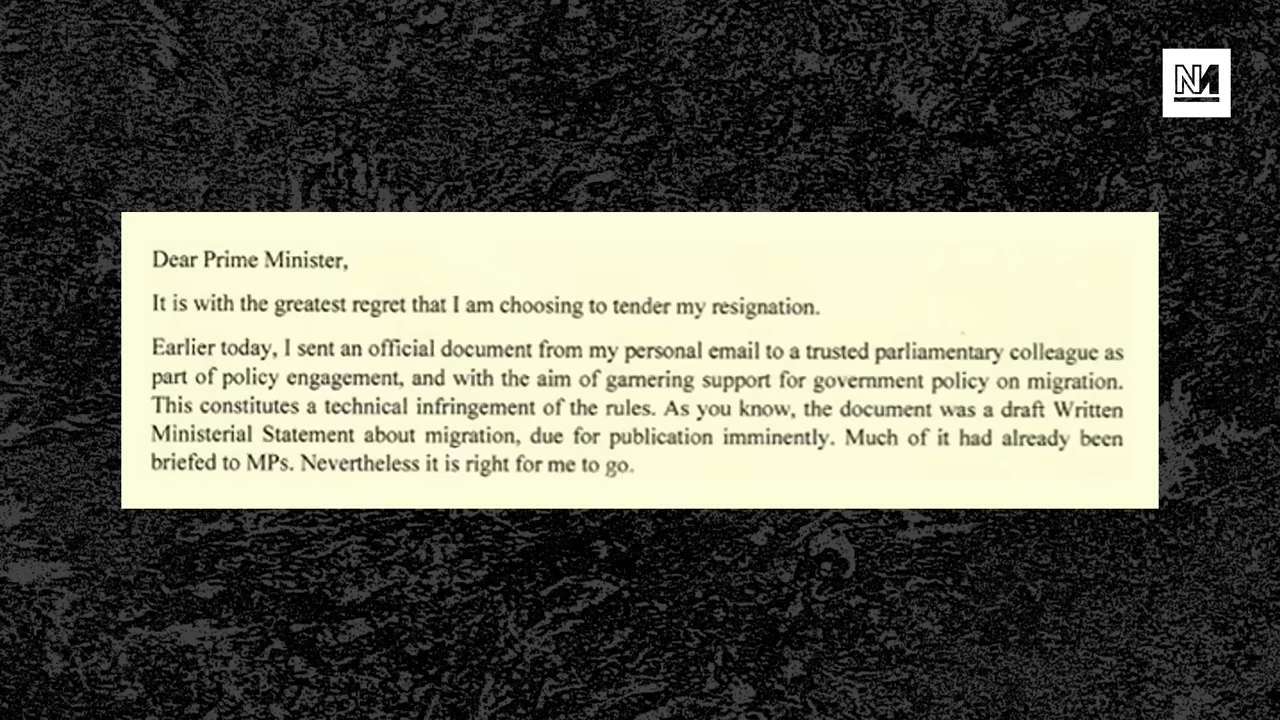 NM
Dear Prime Minister,
It is with the greatest regret that I am choosing to tender my resignation.
Earlier today, I sent an official document from my personal email to a trusted parliamentary colleague as
part of policy engagement, and with the aim of garnering support for government policy on migration.
This constitutes a technical infringement of the rules. As you know, the document was a draft Written
Ministerial Statement about migration, due for publication imminently. Much of it had already been
briefed to MPs. Nevertheless it is right for me to go.